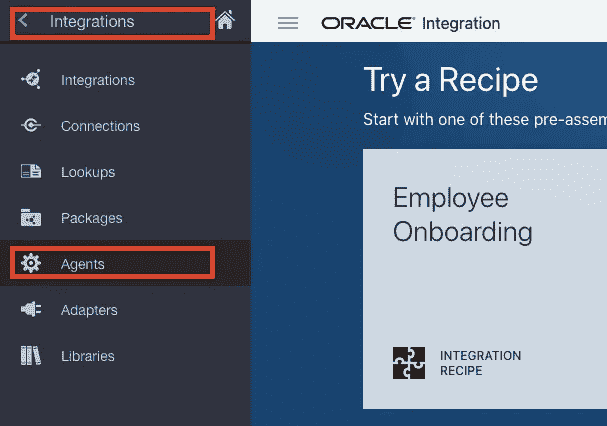 Integrations
Integrations
Connections
Lookups
Packages
Agents
Adapters
Libraries
ORACLE® Integration
Try a Recipe
Start with one of these pre-assem
Employee
Onboarding
INTEGRATION
RECIPE